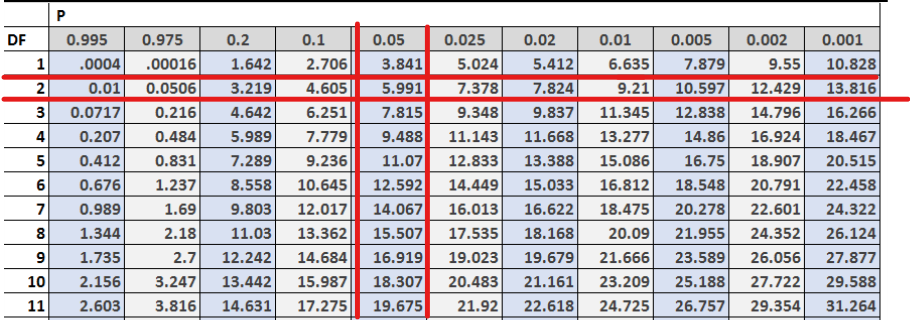 P
DF 0.995 0.975 0.2 0.1 0.05 0.025 0.02 0.01 0.005 0.002 0.001
1 .0004 .00016 1.642 2.706 3.841 5.024 5.412 6.635 7.879 9.55 10.828
2 0.01 0.0506 3.219 4.605 5.991 7.378 7.824 9.21 10.597 12.429 13.816
3 0.0717 0.216 4.642 6.251 7.815 9.348 9.837 11.345 12.838 14.796 16.266
4 0.207 0.484 5.989 7.779 9.488 11.143 11.668 13.277 14.86 16.924 18.467
5 0.412 0.831 7.289 9.236 11.07 12.833 13.388 15.086 16.75 18.907 20.515
6 0.676 1.237 8.558 10.645 12.592 14.449 15.033 16.812 18.548 20.791 22.458
7 0.989 1.69 9.803 12.017 14.067 16.013 16.622 18.475 20.278 22.601 24.322
8 1.344 2.18 11.03 13.362 15.507 17.535 18.168 20.09 21.955 24.352 26.124
9 1.735 2.7 12.242 14.684 16.919 19.023 19.679 21.666 23.589 26.056 27.877
10 2.156 3.247 13.442 15.987 18.307 20.483 21.161 23.209 25.188 27.722 29.588
11 2.603 3.816 14.631 17.275 19.675 21.92 22.618 24.725 26.757 29.354 31.264